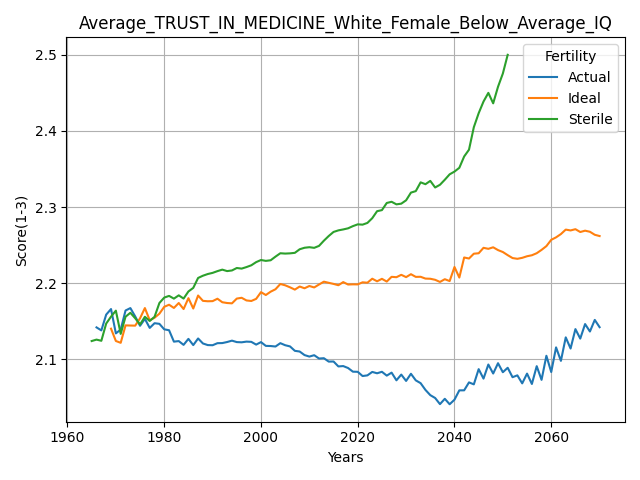 Average_TRUST_IN_MEDICINE_White_Female_Below_Average_IQ
Fertility
Actual
Ideal
Sterile
2.5
2.4
2.3
2.2
2.1
Score(1-3)
1960
1980
2000
2020
2040
2060
Years